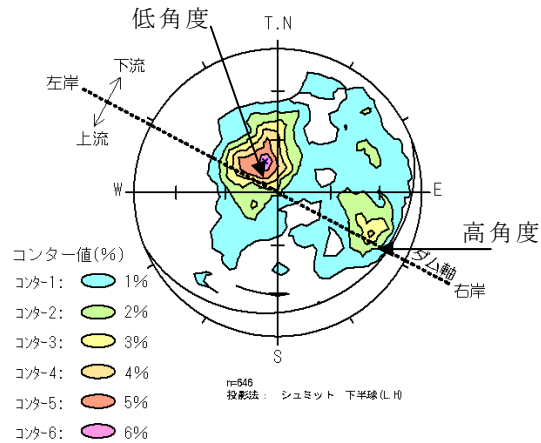 低角度
T.N
下流
左岸
上流
W
E
高角度
ダム軸
右岸
S
コンター値(%)
コンター1: 1%
コンター2: 2%
コンター3: 3%
コンター4: 4%
コンター5: 5%
コンター6: 6%
n=646
投影法: シュミット 下半球(L.H)